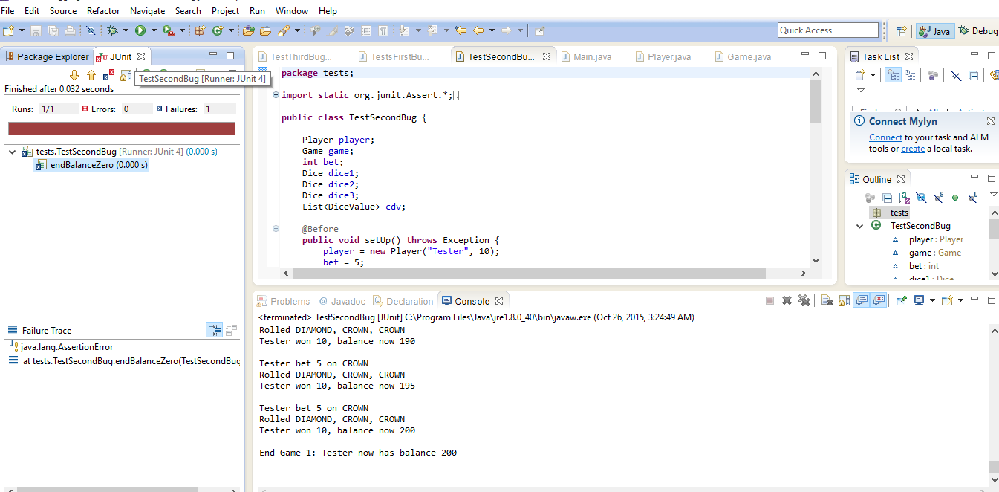 File Edit Source Refactor Navigate Search Project Run Window Help
Quick Access
Java
Debug
Package Explorer
JUnit
TestSecondBug [Runner: JUnit 4]
Finished after 0.032 seconds
Runs: 1/1 Errors: 0 Failures: 1
tests.TestSecondBug [Runner: JUnit 4] (0.000 s)
endBalanceZero (0.000 s)
Failure Trace
java.lang.AssertionError
at tests.TestSecondBug.endBalanceZero(TestSecondBug
TestThirdBug... TestsFirstBu... TestSecondBu... Main.java Player.java Game.java
package tests;
import static org.junit.Assert.*;
public class TestSecondBug {
Player player;
Game game;
int bet;
Dice dice1;
Dice dice2;
Dice dice3;
List<DiceValue> cdv;
@Before
public void setUp() throws Exception {
player = new Player("Tester", 10);
bet = 5;
Task List
Connect Mylyn
Connect to your task and ALM
tools or create a local task.
Outline
tests
TestSecondBug
player : Player
game : Game
bet : int
dice1 : Dice
Problems @ Javadoc Declaration Console
<terminated> TestSecondBug [JUnit] C:\Program Files\Java\jre1.8.0_40\bin\javaw.exe (Oct 26, 2015, 3:24:49 AM)
Rolled DIAMOND, CROWN, CROWN
Tester won 10, balance now 190
Tester bet 5 on CROWN
Rolled DIAMOND, CROWN, CROWN
Tester won 10, balance now 195
Tester bet 5 on CROWN
Rolled DIAMOND, CROWN, CROWN
Tester won 10, balance now 200
End Game 1: Tester now has balance 200